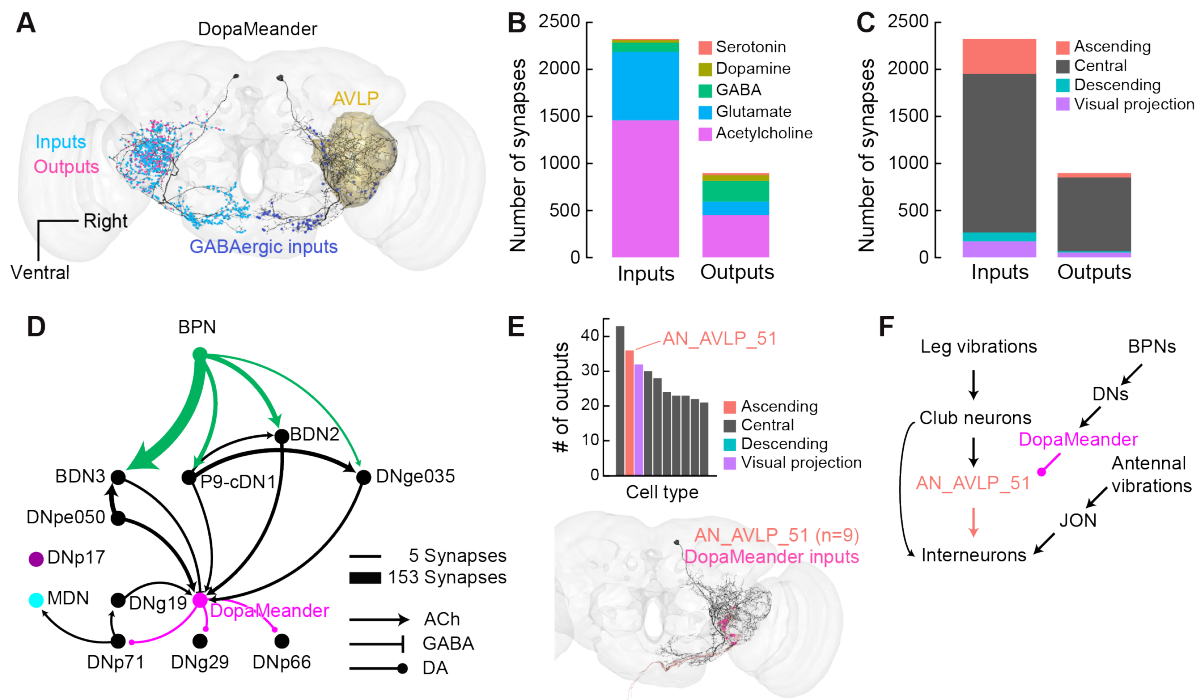 A
DopaMeander
AVLP
Inputs
Outputs
Right
Ventral
GABAergic inputs
B
Number of synapses
2500
2000
1500
1000
500
0
Serotonin
Dopamine
GABA
Glutamate
Acetylcholine
Inputs
Outputs
C
Number of synapses
2500
2000
1500
1000
500
0
Ascending
Central
Descending
Visual projection
Inputs
Outputs
D
BPN
BDN2
BDN3
P9-cDN1
DNge035
DNpe050
DNp17
MDN
DNg19
DopaMeander
DNp71
DNg29
DNp66
5 Synapses
153 Synapses
ACh
GABA
DA
E
# of outputs
40
30
20
10
0
AN_AVLP_51
Ascending
Central
Descending
Visual projection
Cell type
AN_AVLP_51 (n=9)
DopaMeander inputs
F
Leg vibrations
BPNs
DNs
Club neurons
DopaMeander
Antennal
vibrations
AN_AVLP_51
JON
Interneurons